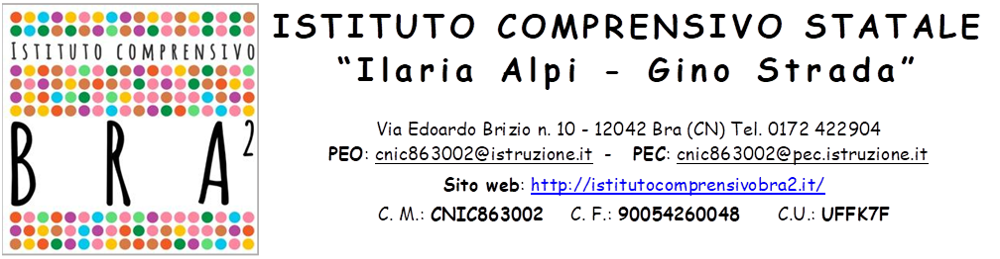 ISTITUTO COMPRENSIVO
BRA2
ISTITUTO COMPRENSIVO STATALE
“Ilaria Alpi - Gino Strada”
Via Edoardo Brizio n. 10 - 12042 Bra (CN) Tel. 0172 422904
PEO: cnic863002@istruzione.it - PEC: cnic863002@pec.istruzione.it
Sito web: http://istitutocomprensivobra2.it/
C. M.: CNIC863002 C. F.: 90054260048 C.U.: UFFK7F